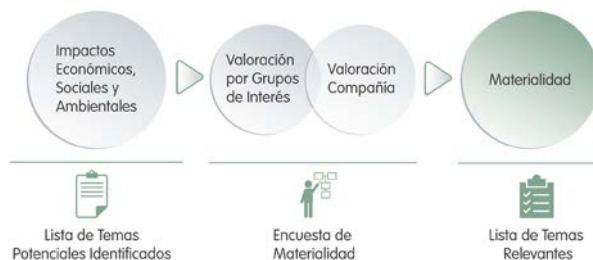 Impactos
Económicos,
Sociales y
Ambientales
Valoración
por Grupos
de Interés
Valoración
Compañía
Materialidad
Lista de Temas
Potenciales Identificados
Encuesta de
Materialidad
Lista de Temas
Relevantes